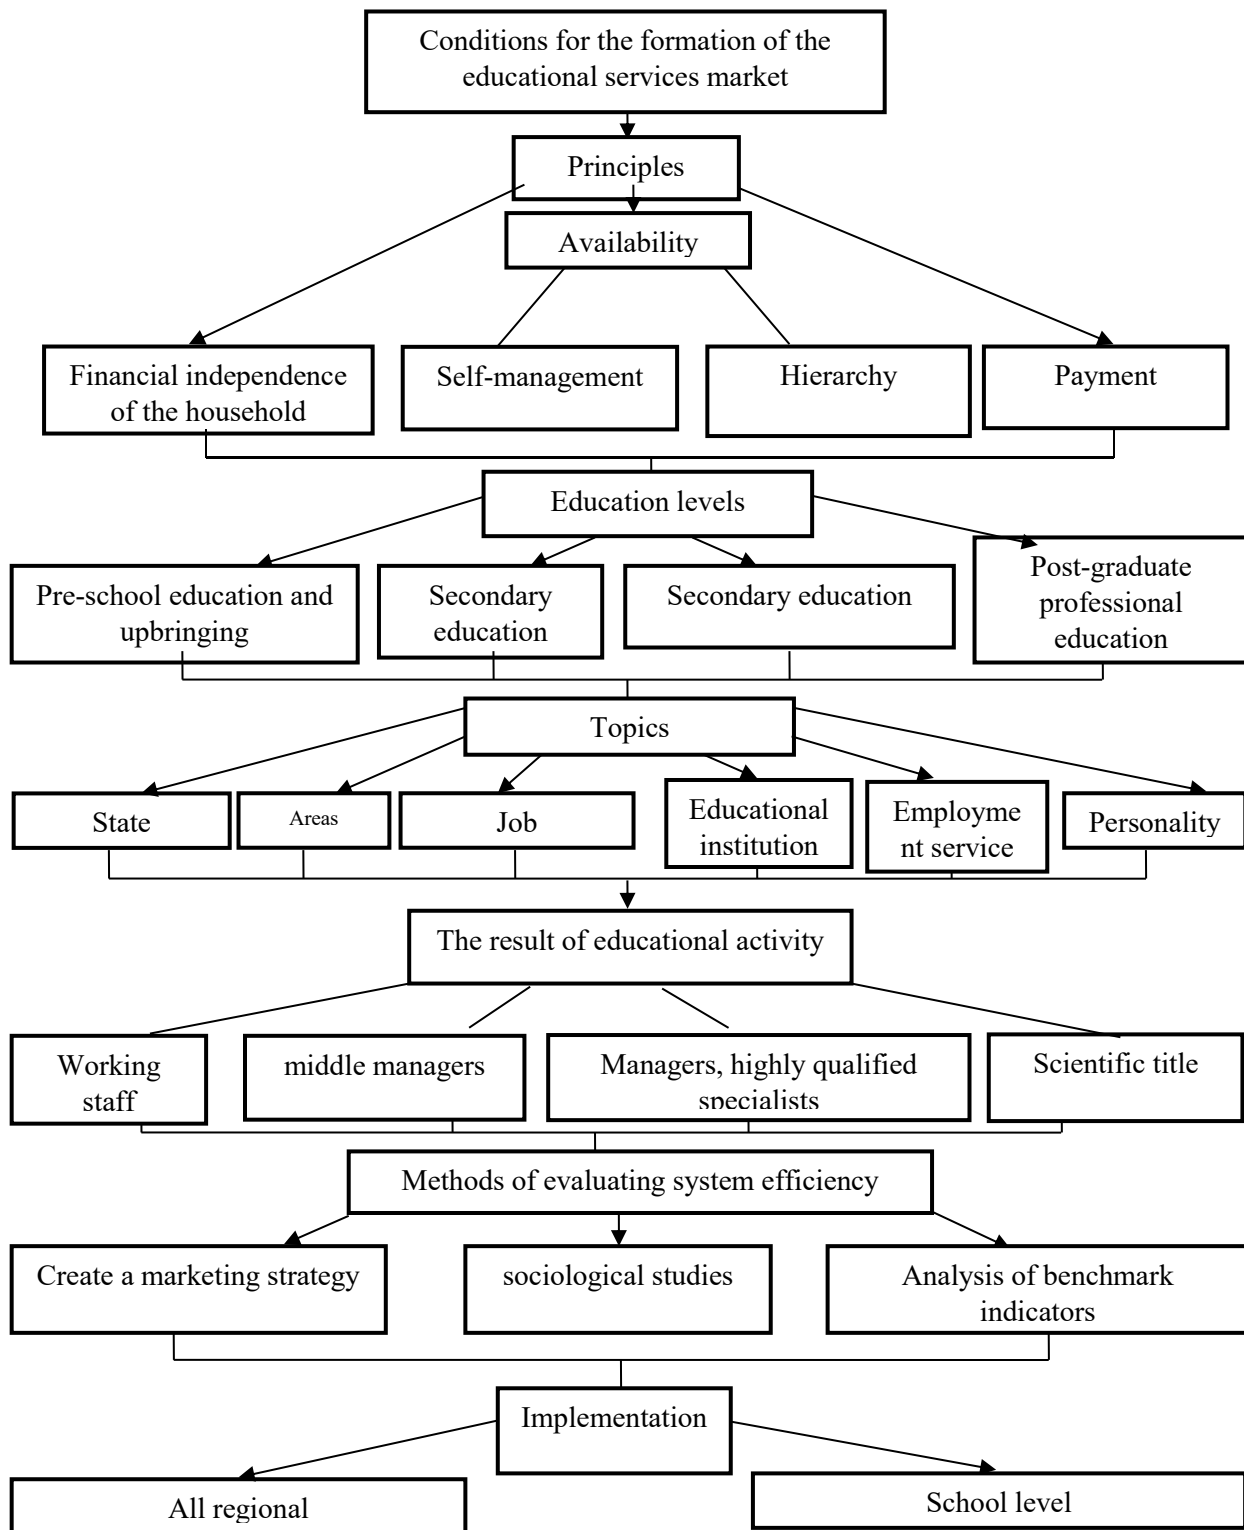 Conditions for the formation of the
educational services market
Principles
Availability
Financial independence
of the household
Self-management
Hierarchy
Payment
Education levels
Pre-school education and
upbringing
Secondary
education
Secondary education
Post-graduate
professional
education
Topics
State
Areas
Job
Educational
institution
Employme
nt service
Personality
The result of educational activity
Working
staff
middle managers
Managers, highly qualified
specialists
Scientific title
Methods of evaluating system efficiency
Create a marketing strategy
sociological studies
Analysis of benchmark
indicators
Implementation
All regional
School level